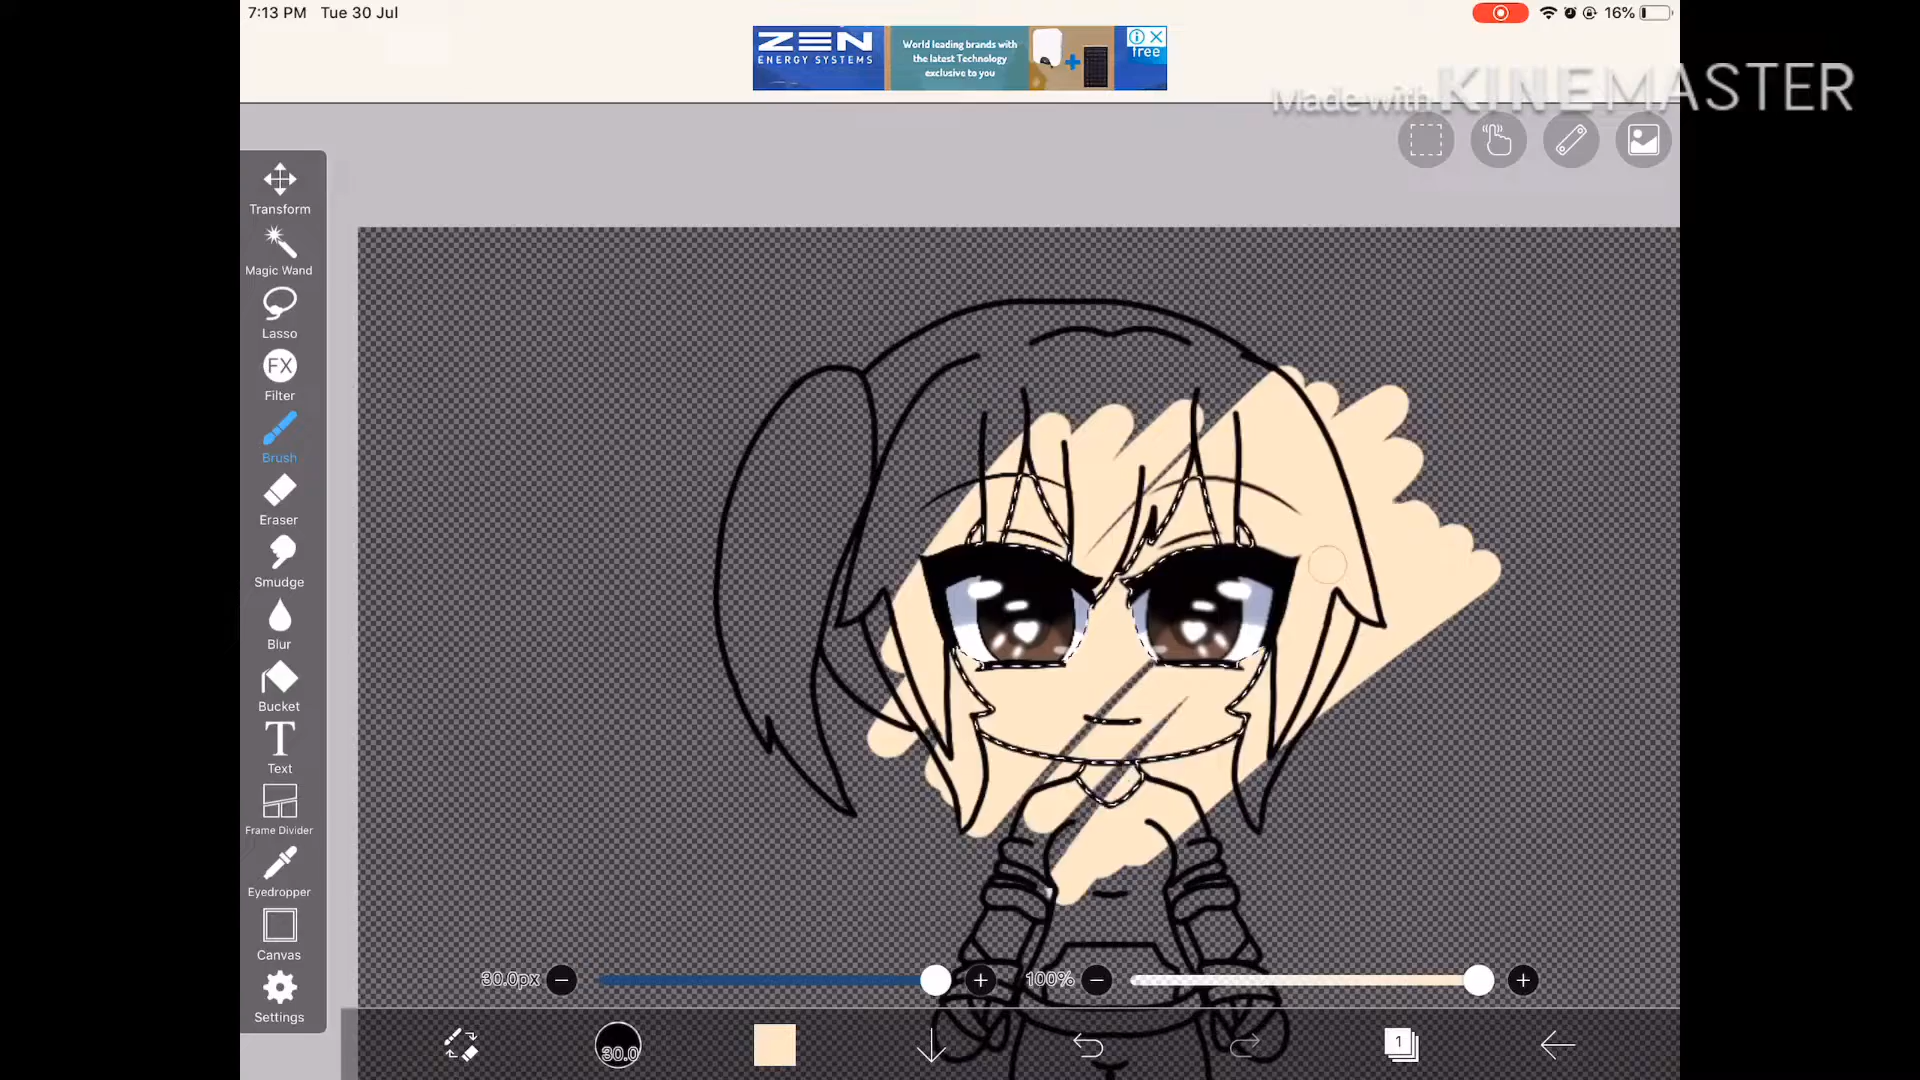 7:13 PM Tue 30 Jul
16%
ZEN
ENERGY SYSTEMS
World leading brands with
the latest Technology
exclusive to you
free
Made with KINEMASTER
Transform
Magic Wand
Lasso
FX
Filter
Brush
Eraser
Smudge
Blur
Bucket
T
Text
Frame Divider
Eyedropper
Canvas
Settings
30.0px
100%
30.0
1